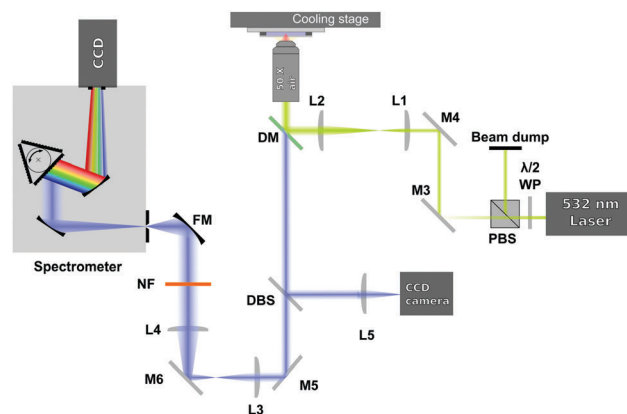 Cooling stage
CCD
50 X
air
L2
L1
M4
DM
Beam dump
λ/2
WP
M3
532 nm
Laser
PBS
FM
Spectrometer
NF
DBS
CCD
camera
L4
L5
M6
M5
L3